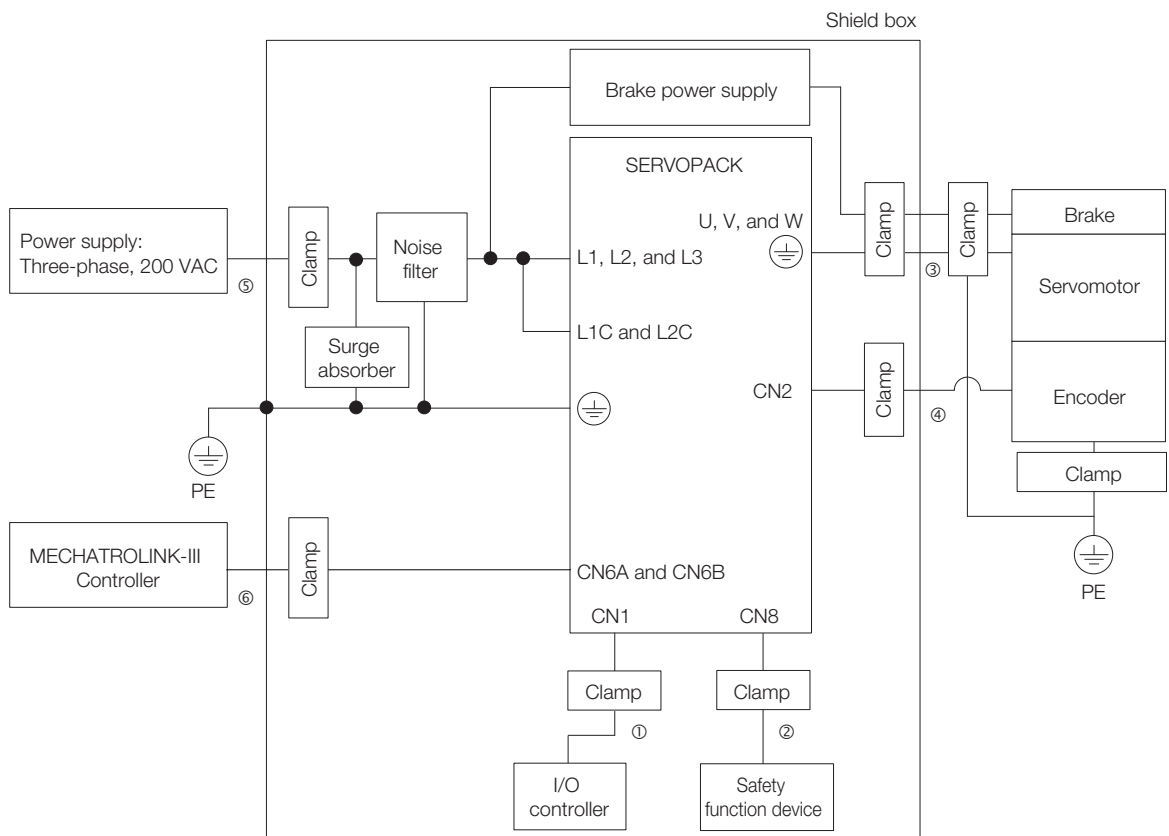 Shield box
Brake power supply
SERVOPACK
U, V, and W
Clamp
Clamp
Brake
Power supply:
Three-phase, 200 VAC
Clamp
Noise
filter
L1, L2, and L3
⑤
③
Servomotor
Surge
absorber
L1C and L2C
CN2
Clamp
④
Encoder
PE
Clamp
MECHATROLINK-III
Controller
⑥
Clamp
CN6A and CN6B
PE
CN1
CN8
Clamp
Clamp
①
②
I/O
controller
Safety
function device